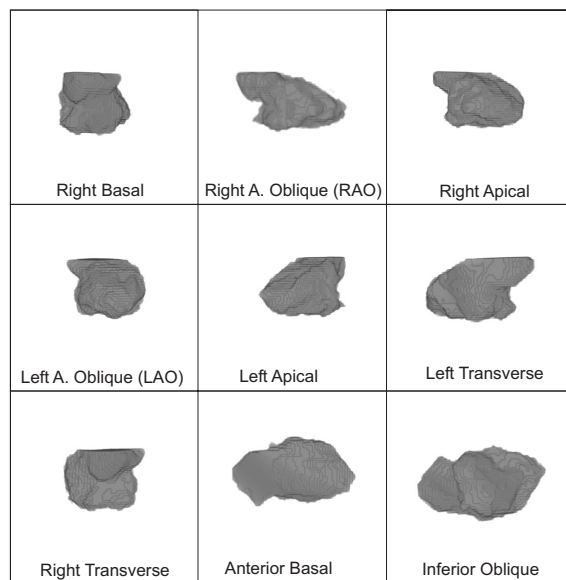 Right Basal
Right A. Oblique (RAO)
Right Apical
Left A. Oblique (LAO)
Left Apical
Left Transverse
Right Transverse
Anterior Basal
Inferior Oblique